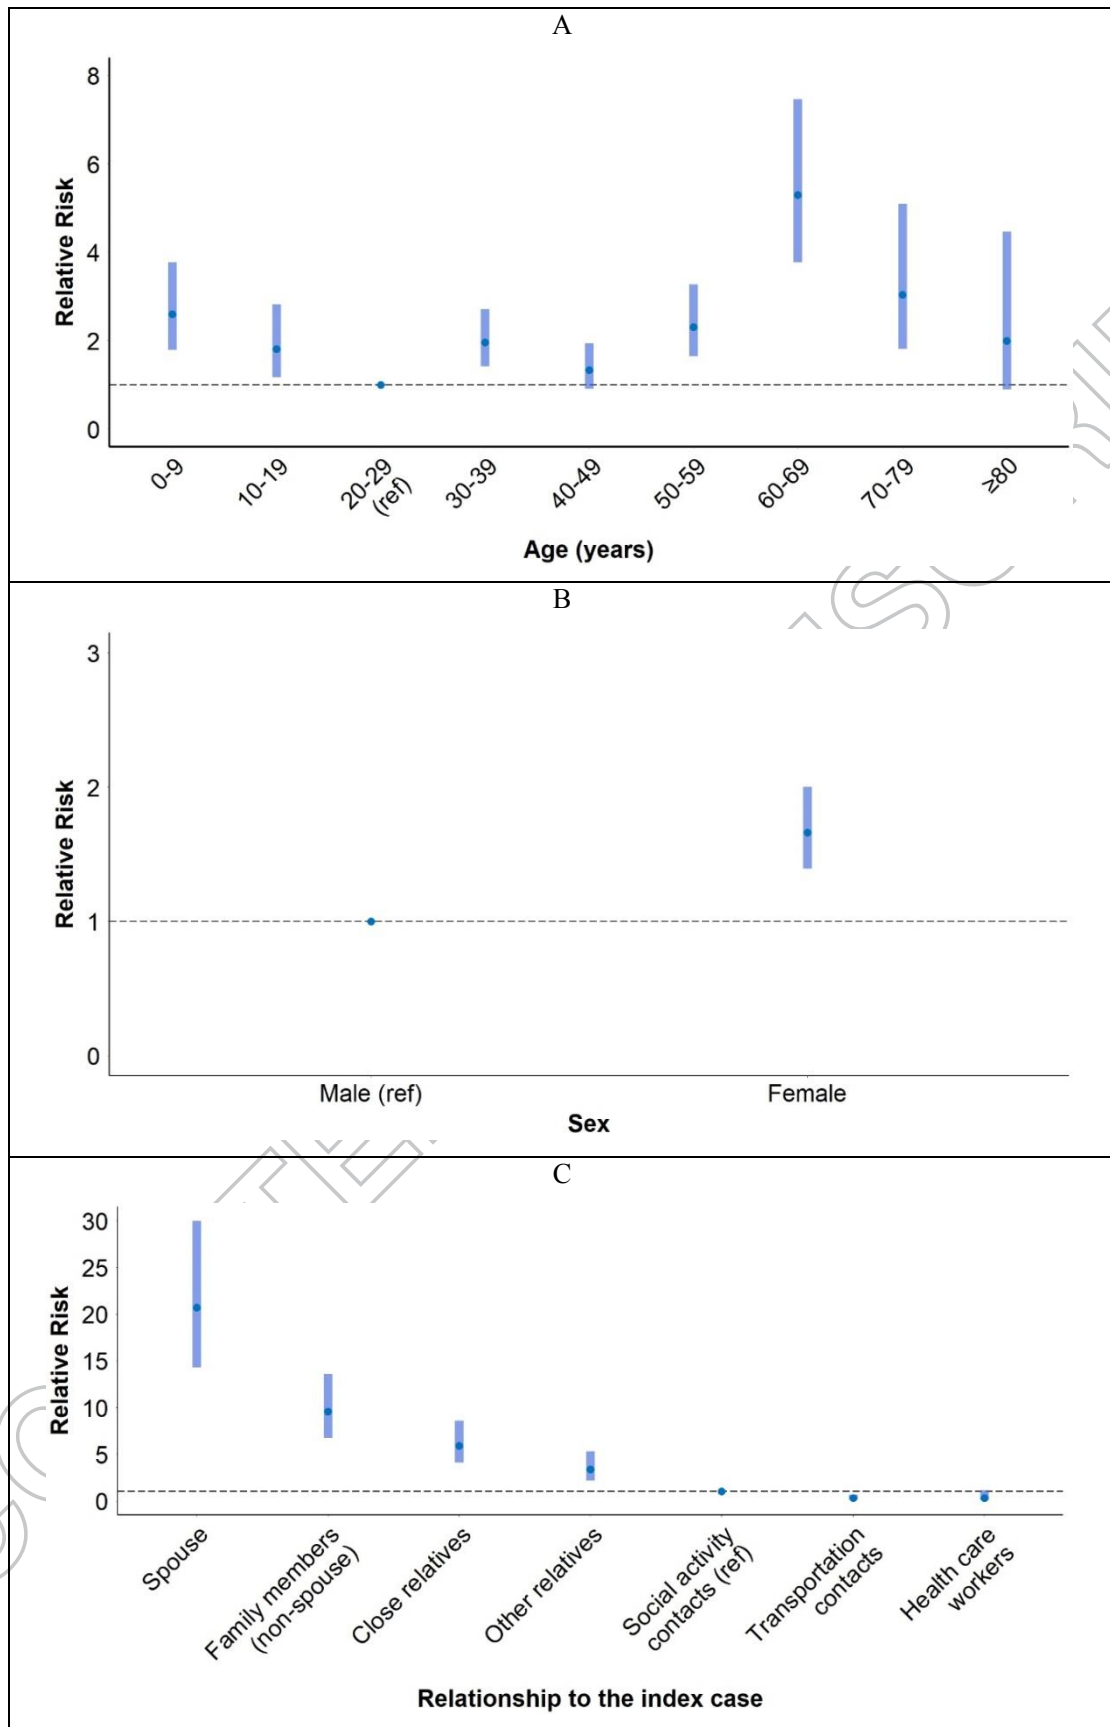 A
Relative Risk
8
6
4
2
0
0-9
10-19
20-29
(ref)
30-39
40-49
50-59
60-69
70-79
≥80
Age (years)
B
Relative Risk
3
2
1
0
Male (ref)
Female
Sex
C
Relative Risk
30
25
20
15
10
5
0
Spouse
Family members
(non-spouse)
Close relatives
Other relatives
Social activity
contacts (ref)
Transportation
contacts
Health care
workers
Relationship to the index case